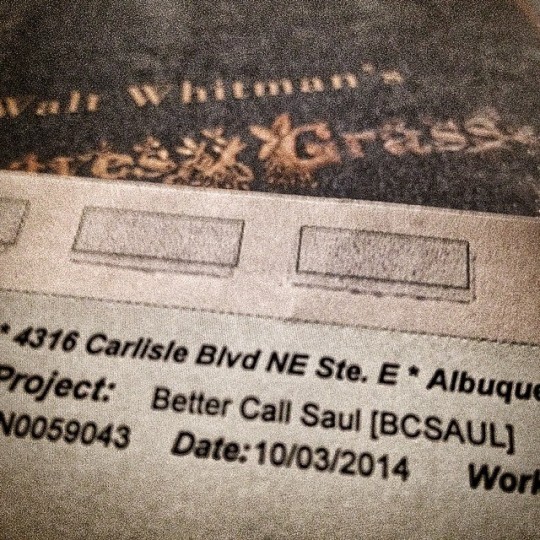 Walt Whitman's
Grass
* 4316 Carlisle Blvd NE Ste. E * Albuque
Project: Better Call Saul [BCSAUL]
N0059043 Date: 10/03/2014 Work